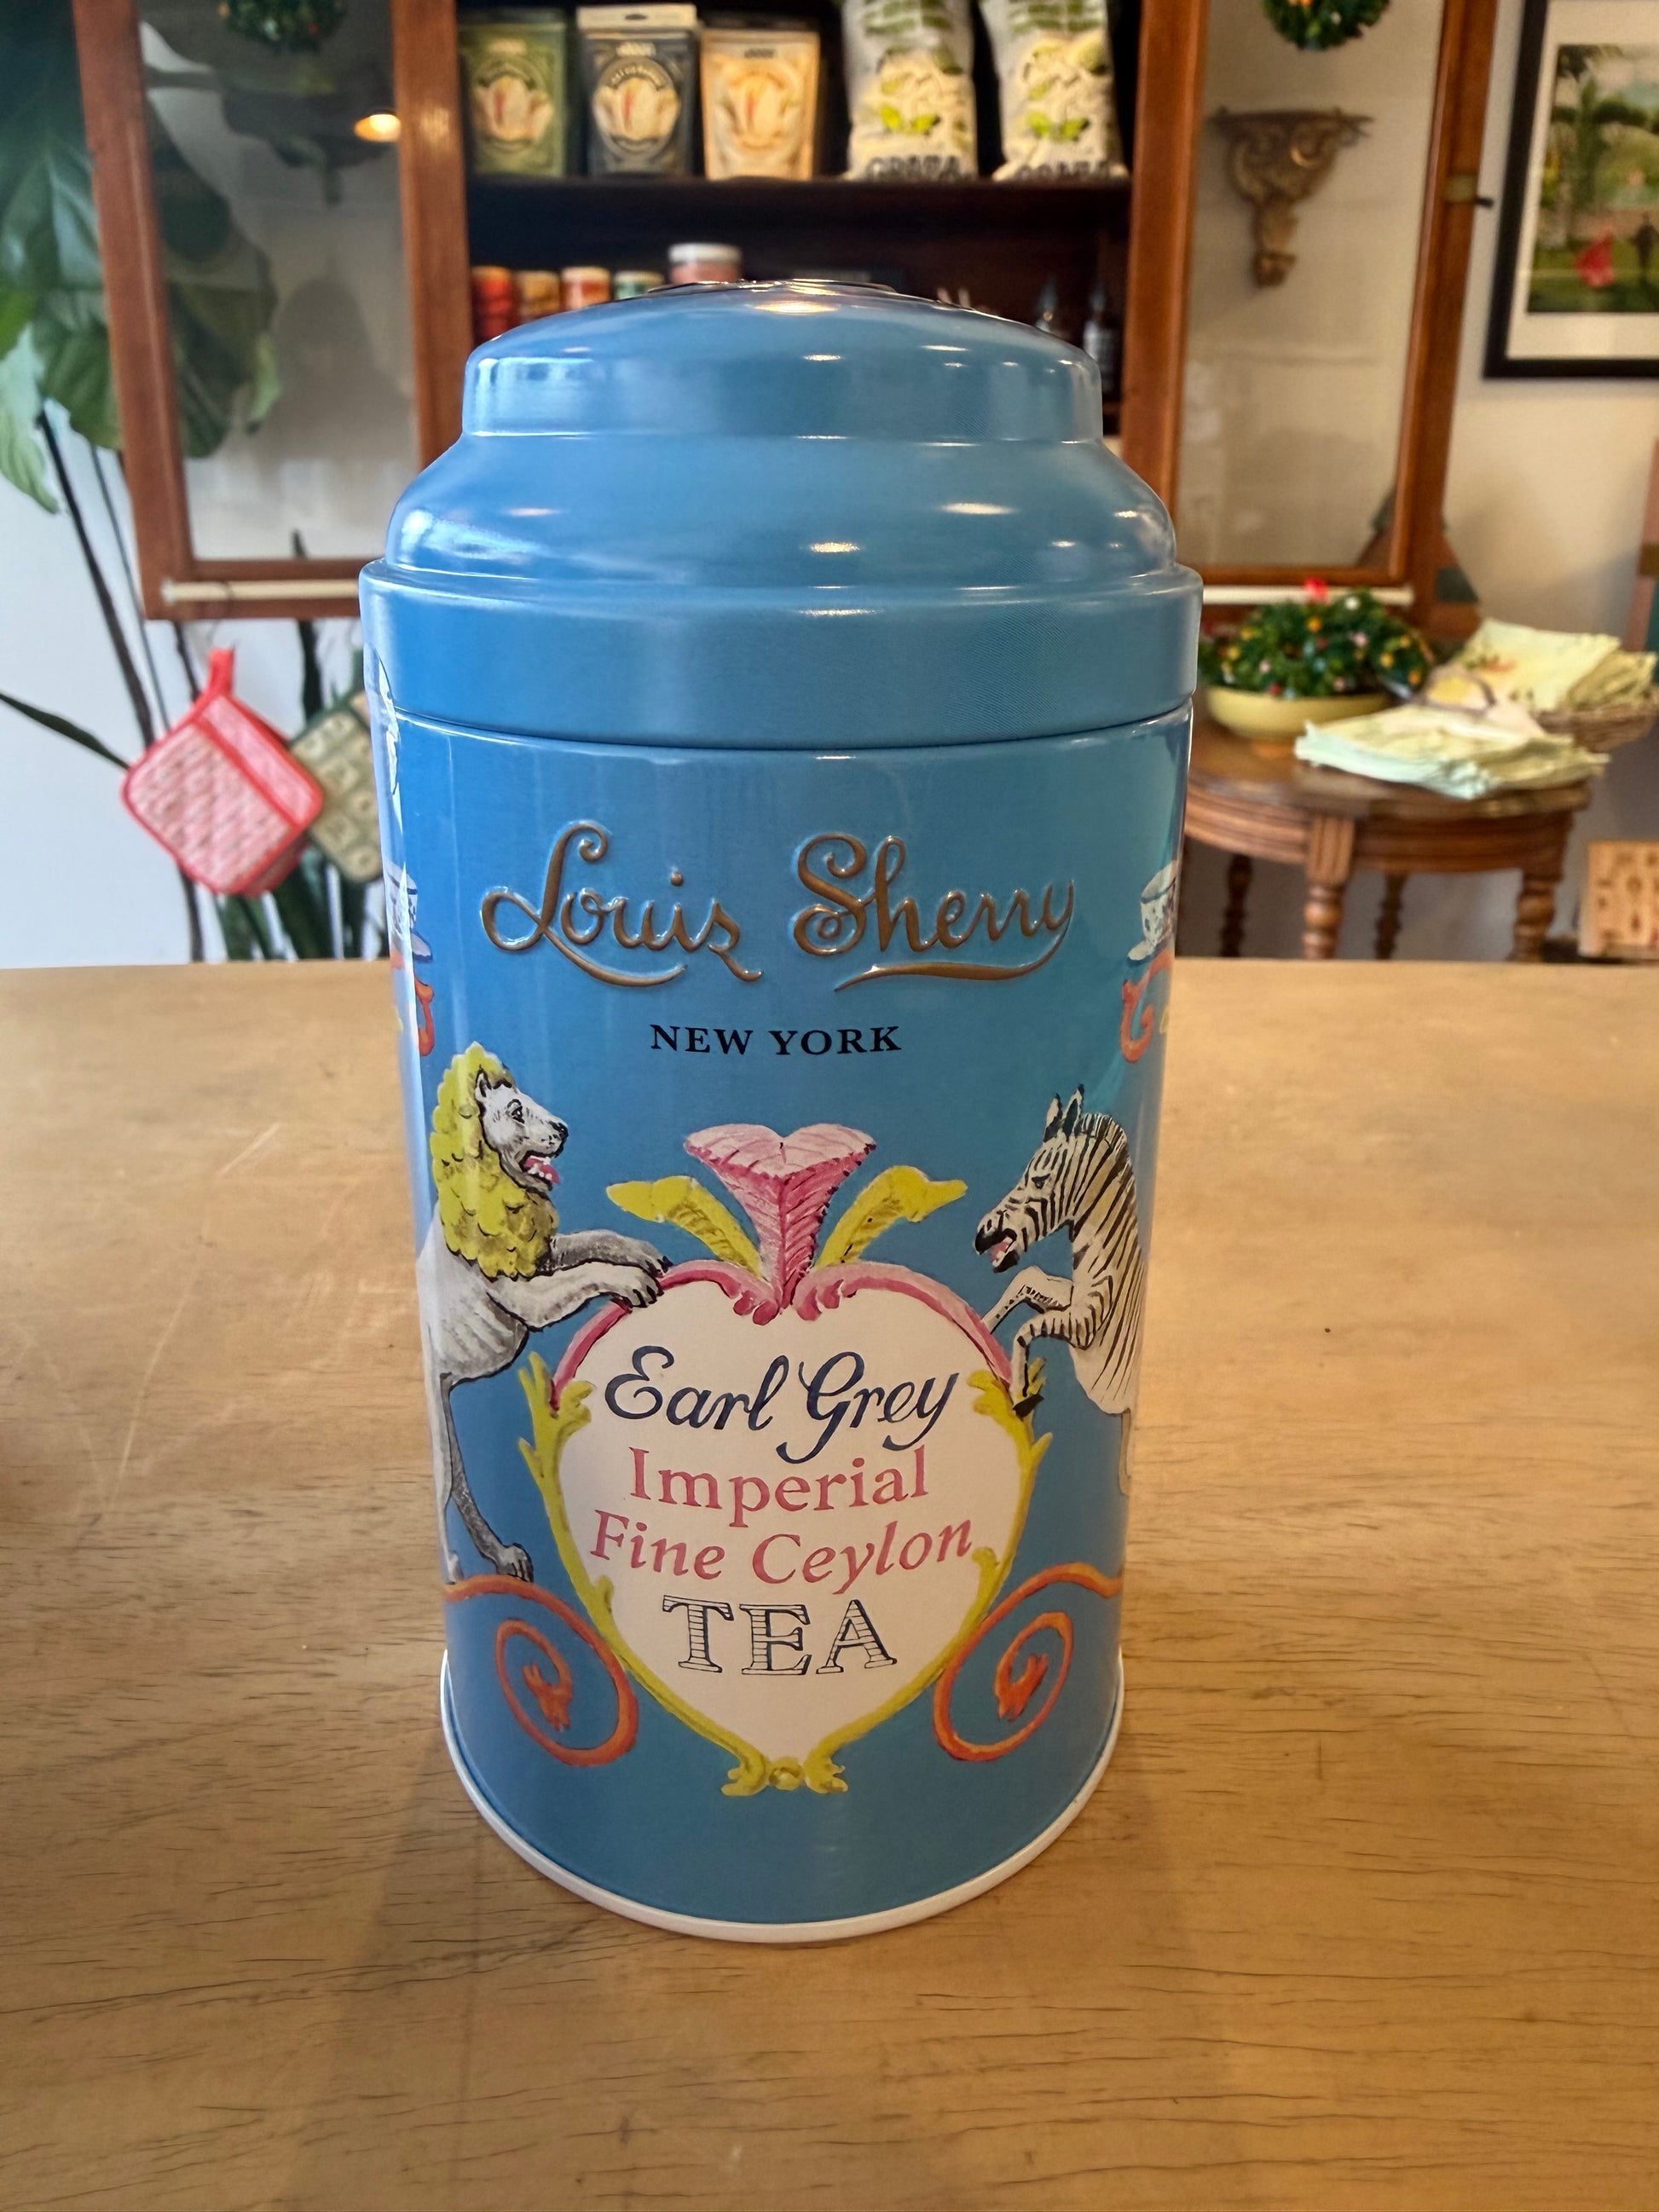 Louis Sherry
NEW YORK
Earl Grey
Imperial
Fine Ceylon
TEA